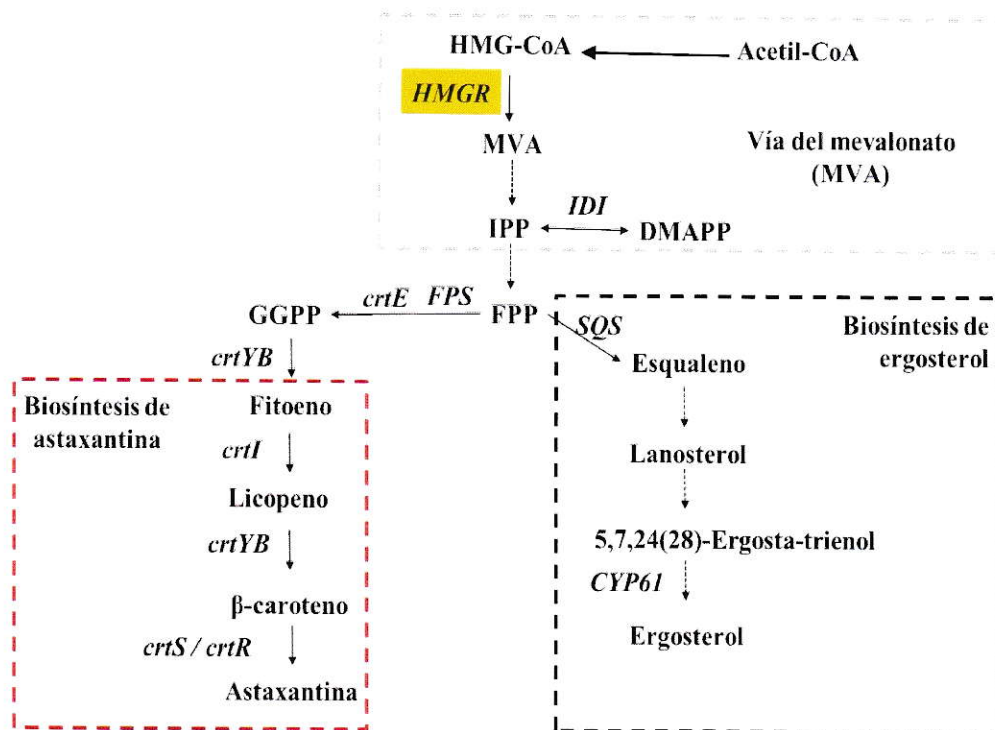 HMG-CoA
Acetil-CoA
HMGR
MVA
Vía del mevalonato
(MVA)
IPP
IDI
DMAPP
GGPP
crtE
FPS
FPP
SQS
Biosíntesis de
ergosterol
crtYB
Esqualeno
Biosíntesis de
astaxantina
Fitoeno
crtI
Lanosterol
Licopeno
crtYB
5,7,24(28)-Ergosta-trienol
CYP61
β-caroteno
Ergosterol
crtS / crtR
Astaxantina